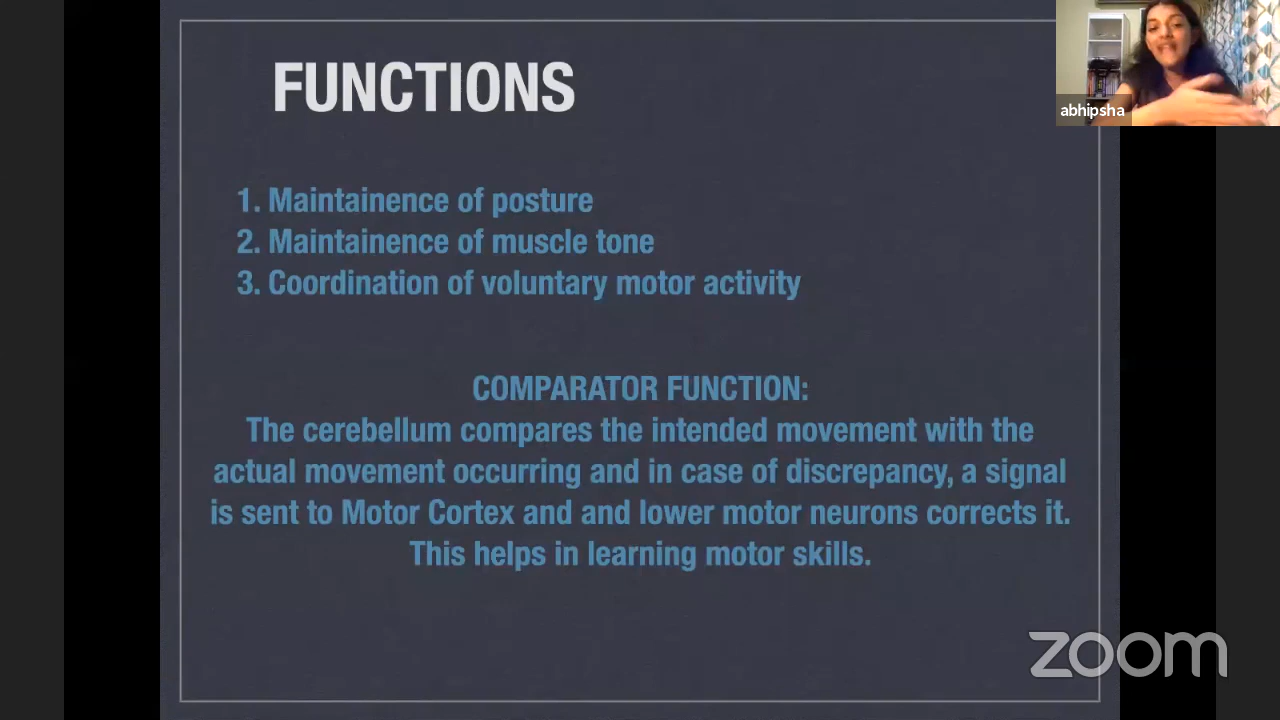 FUNCTIONS
abhipsha
1. Maintainence of posture
2. Maintainence of muscle tone
3. Coordination of voluntary motor activity
COMPARATOR FUNCTION:
The cerebellum compares the intended movement with the
actual movement occurring and in case of discrepancy, a signal
is sent to Motor Cortex and and lower motor neurons corrects it.
This helps in learning motor skills.
zoom